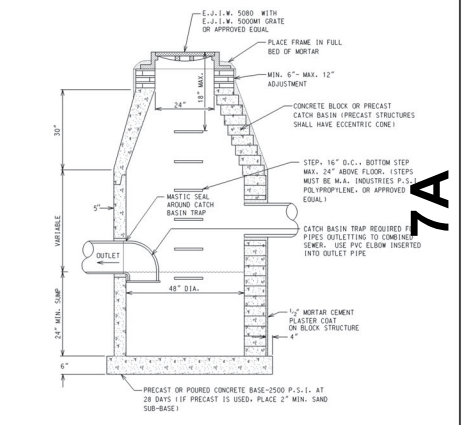 E.J.I.W. 5080 WITH
E.J.I.W. 5000M1 GRATE
OR APPROVED EQUAL
PLACE FRAME IN FULL
BED OF MORTAR
MIN. 6"- MAX. 12"
ADJUSTMENT
18" MAX.
24"
CONCRETE BLOCK OR PRECAST
CATCH BASIN (PRECAST STRUCTURES
SHALL HAVE ECCENTRIC CONE)
30"
STEP, 16" O.C., BOTTOM STEP
MAX. 24" ABOVE FLOOR. (STEPS
MUST BE M.A. INDUSTRIES P.S.I.
POLYPROPYLENE, OR APPROVED
EQUAL)
7A
MASTIC SEAL
AROUND CATCH
BASIN TRAP
5"
VARIABLE
CATCH BASIN TRAP REQUIRED
PIPES OUTLETTING TO COMBINED
SEWER. USE PVC ELBOW INSERTED
INTO OUTLET PIPE
OUTLET
48" DIA.
24" MIN. SUMP
1/2" MORTAR CEMENT
PLASTER COAT
ON BLOCK STRUCTURE
4"
6"
PRECAST OR POURED CONCRETE BASE-2500 P.S.I. AT
28 DAYS (IF PRECAST IS USED, PLACE 2" MIN. SAND
SUB-BASE)